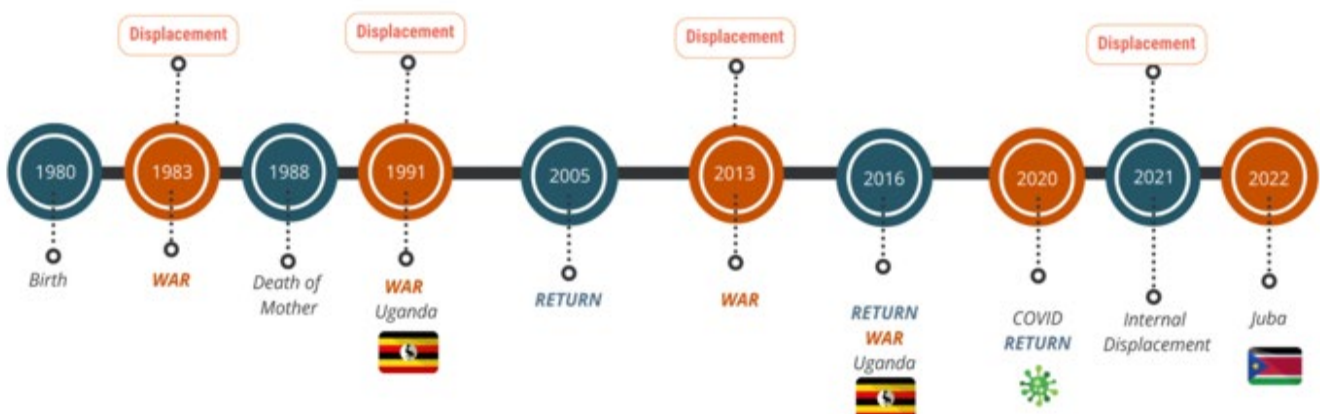 Displacement
Displacement
Displacement
Displacement
1980
1983
1988
1991
2005
2013
2016
2020
2021
2022
Birth
WAR
Death of
Mother
WAR
Uganda
RETURN
WAR
RETURN
WAR
Uganda
COVID
RETURN
Internal
Displacement
Juba